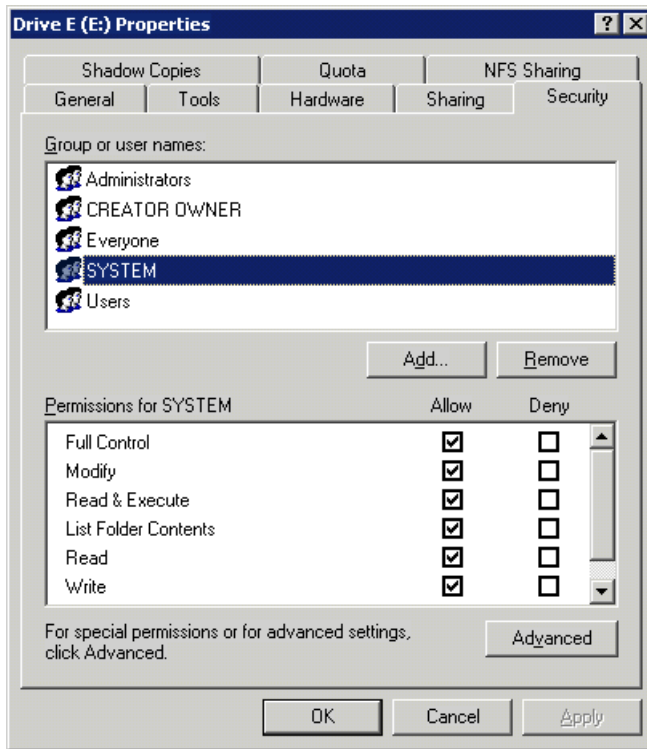 Drive E (E:) Properties
Shadow Copies Quota NFS Sharing
General Tools Hardware Sharing Security
Group or user names:
Administrators
CREATOR OWNER
Everyone
SYSTEM
Users
Add... Remove
Permissions for SYSTEM Allow Deny
Full Control
Modify
Read & Execute
List Folder Contents
Read
Write
For special permissions or for advanced settings,
click Advanced.
Advanced
OK Cancel Apply